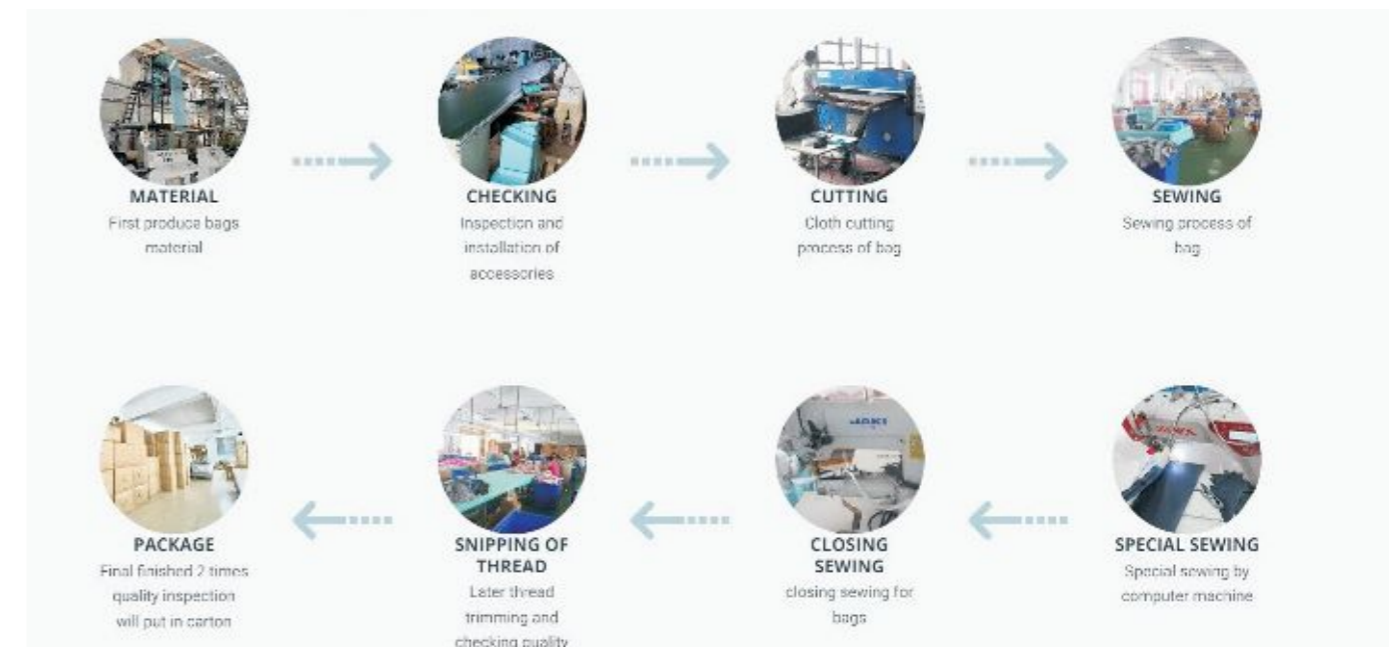 MATERIAL
First produce bags
material
CHECKING
Inspection and
installation of
accessories
CUTTING
Cloth cutting
process of bag
SEWING
Sewing process of
bag
PACKAGE
Final finished 2 times
quality inspection
will put in carton
SNIPPING OF
THREAD
Later thread
trimming and
checking quality
CLOSING
SEWING
closing sewing for
bags
SPECIAL SEWING
Special sewing by
computer machine